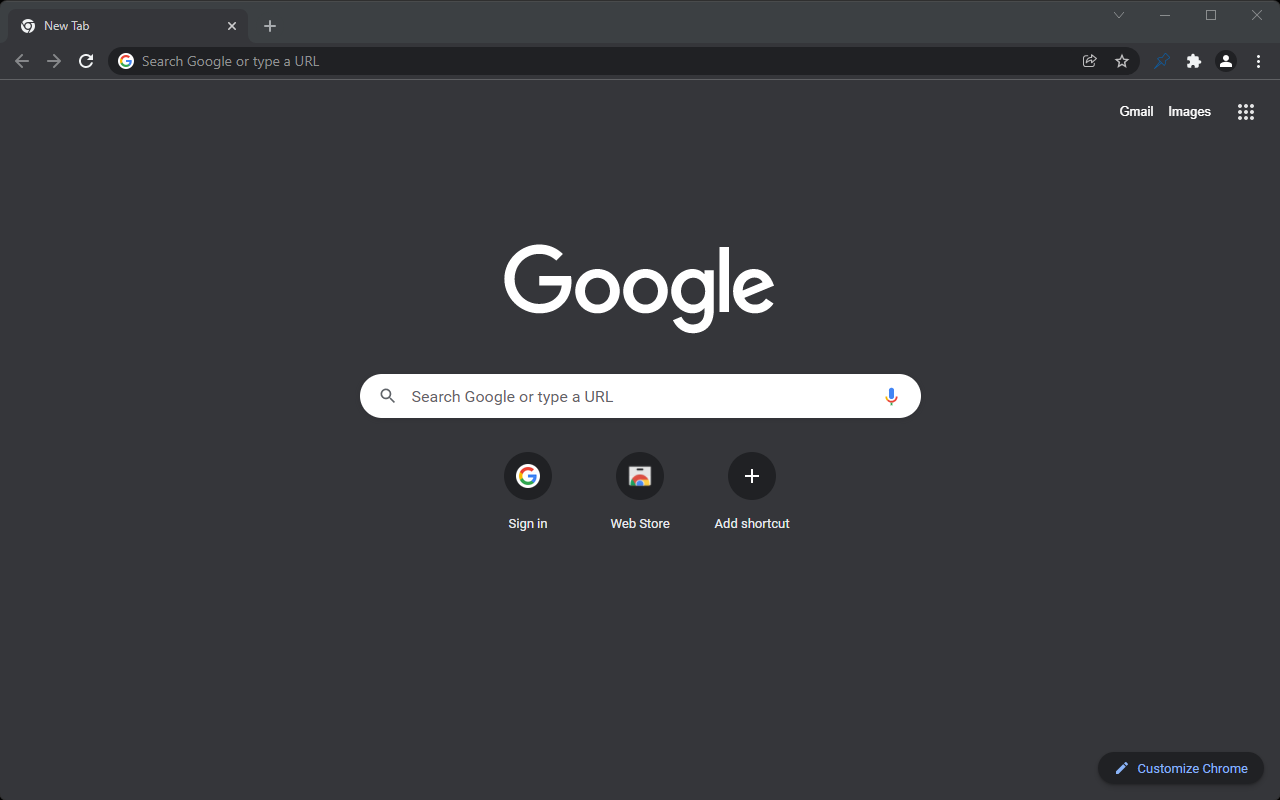 New Tab
Search Google or type a URL
Gmail Images
Google
Search Google or type a URL
Sign in Web Store Add shortcut
Customize Chrome